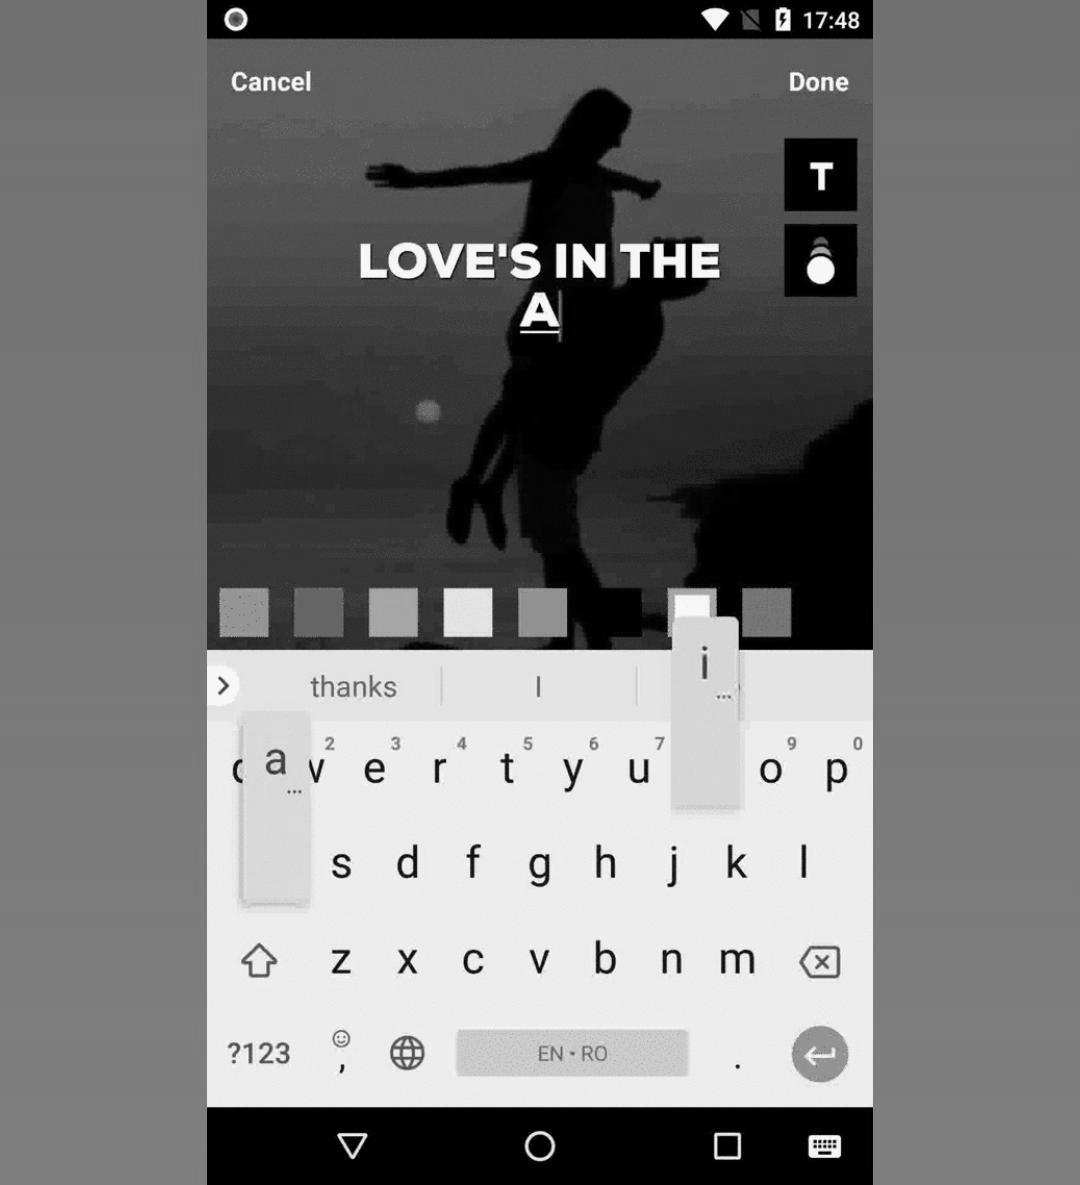 17:48
Cancel
Done
T
LOVE'S IN THE
A
thanks
I
i
...
a
...
2 3 4 5 6 7 9 0
e r t y u o p
s d f g h j k l
z x c v b n m
?123
,
EN • RO
.